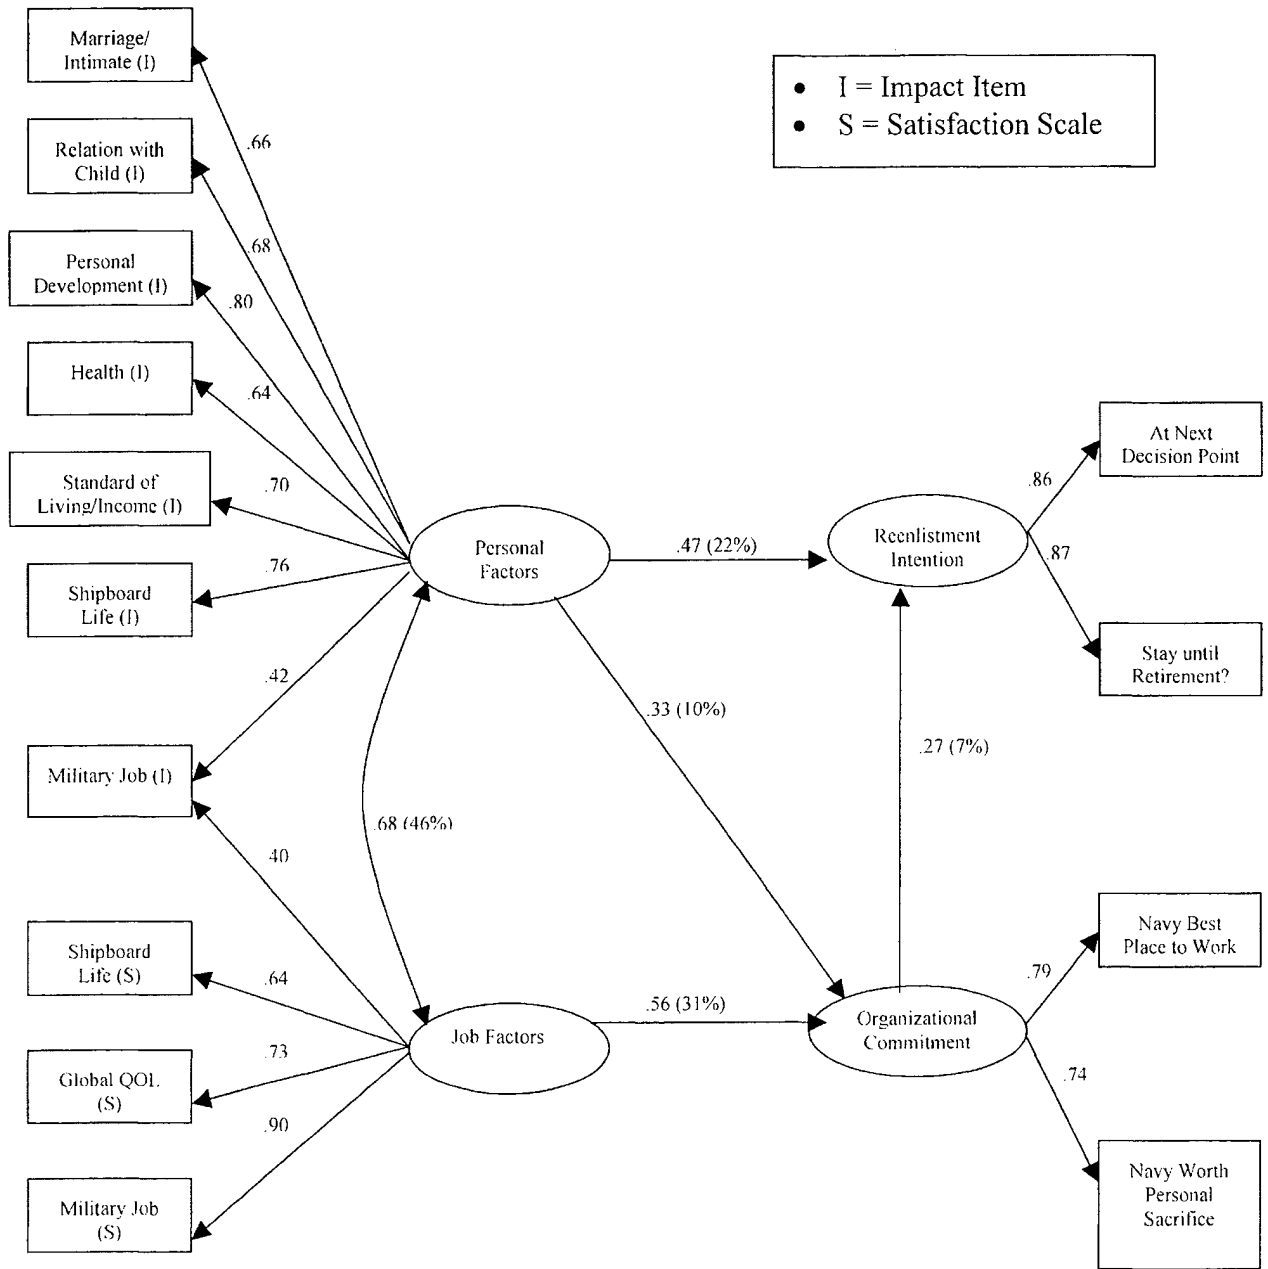 Marriage/
Intimate (I)
• I = Impact Item
• S = Satisfaction Scale
.66
Relation with
Child (I)
.68
Personal
Development (I)
.80
Health (I)
.64
Standard of
Living/Income (I)
.70
At Next
Decision Point
.86
Personal
Factors
.47 (22%)
Reenlistment
Intention
.87
.76
Shipboard
Life (I)
Stay until
Retirement?
.42
.33 (10%)
.27 (7%)
Military Job (I)
.68 (46%)
.40
Navy Best
Place to Work
Shipboard
Life (S)
.64
.79
.56 (31%)
Job Factors
Organizational
Commitment
.73
Global QOL
(S)
.74
.90
Military Job
(S)
Navy Worth
Personal
Sacrifice